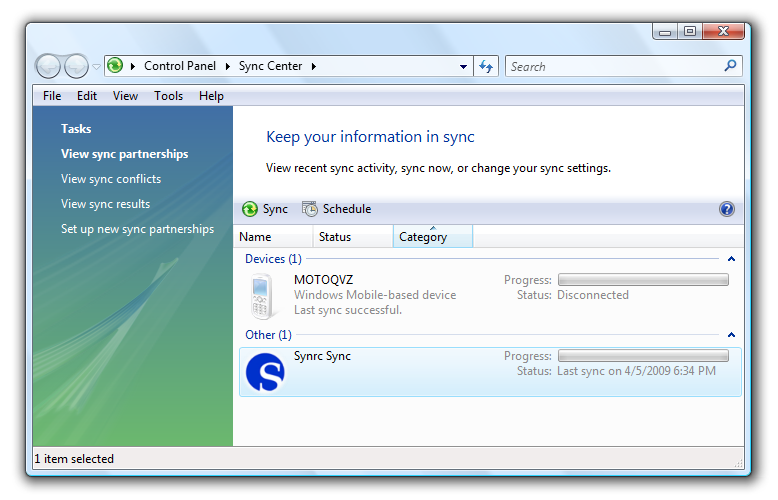 Control Panel Sync Center Search
File Edit View Tools Help
Tasks
View sync partnerships
View sync conflicts
View sync results
Set up new sync partnerships
Keep your information in sync
View recent sync activity, sync now, or change your sync settings.
Sync Schedule
Name Status Category
Devices (1)
MOTOQVZ Progress:
Windows Mobile-based device Status: Disconnected
Last sync successful.
Other (1)
S
Synrc Sync Progress:
Status: Last sync on 4/5/2009 6:34 PM
1 item selected